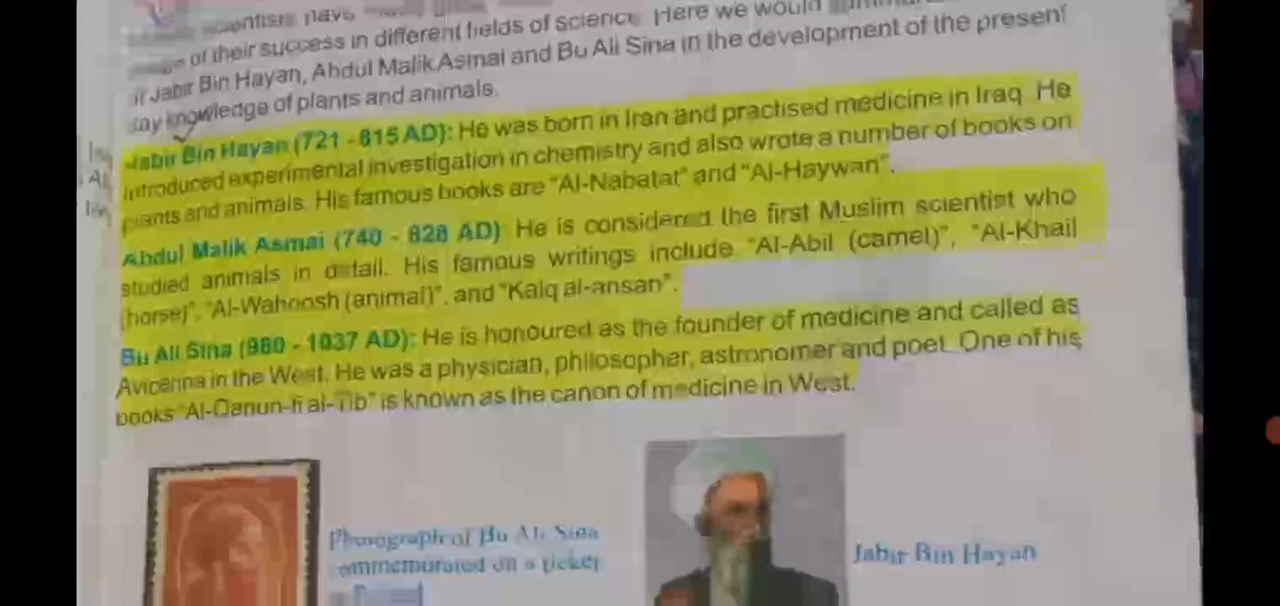 have
of their success in different fields of science. Here we would
Jabir Bin Hayan, Abdul Malik Asmai and Bu Ali Sina in the development of the present
day knowledge of plants and animals.
Jabir Bin Hayan (721 - 815 AD): He was born in Iran and practised medicine in Iraq. He
introduced experimental investigation in chemistry and also wrote a number of books on
plants and animals. His famous books are "Al-Nabatat" and "Al-Haywan".
Abdul Malik Asmai (740 - 828 AD) He is considered the first Muslim scientist who
studied animals in detail. His famous writings include "Al-Abil (camel)", "Al-Khail
(horse)", "Al-Wahoosh (animal)", and "Kalq al-ansan".
Bu Ali Sina (980 - 1037 AD): He is honoured as the founder of medicine and called as
Avicenna in the West. He was a physician, philosopher, astronomer and poet. One of his
books "Al-Qanun-fi al-Tib" is known as the canon of medicine in West.
Photograph of Bu Ali Sina
commemorated on a ticket
Jabir Bin Hayan